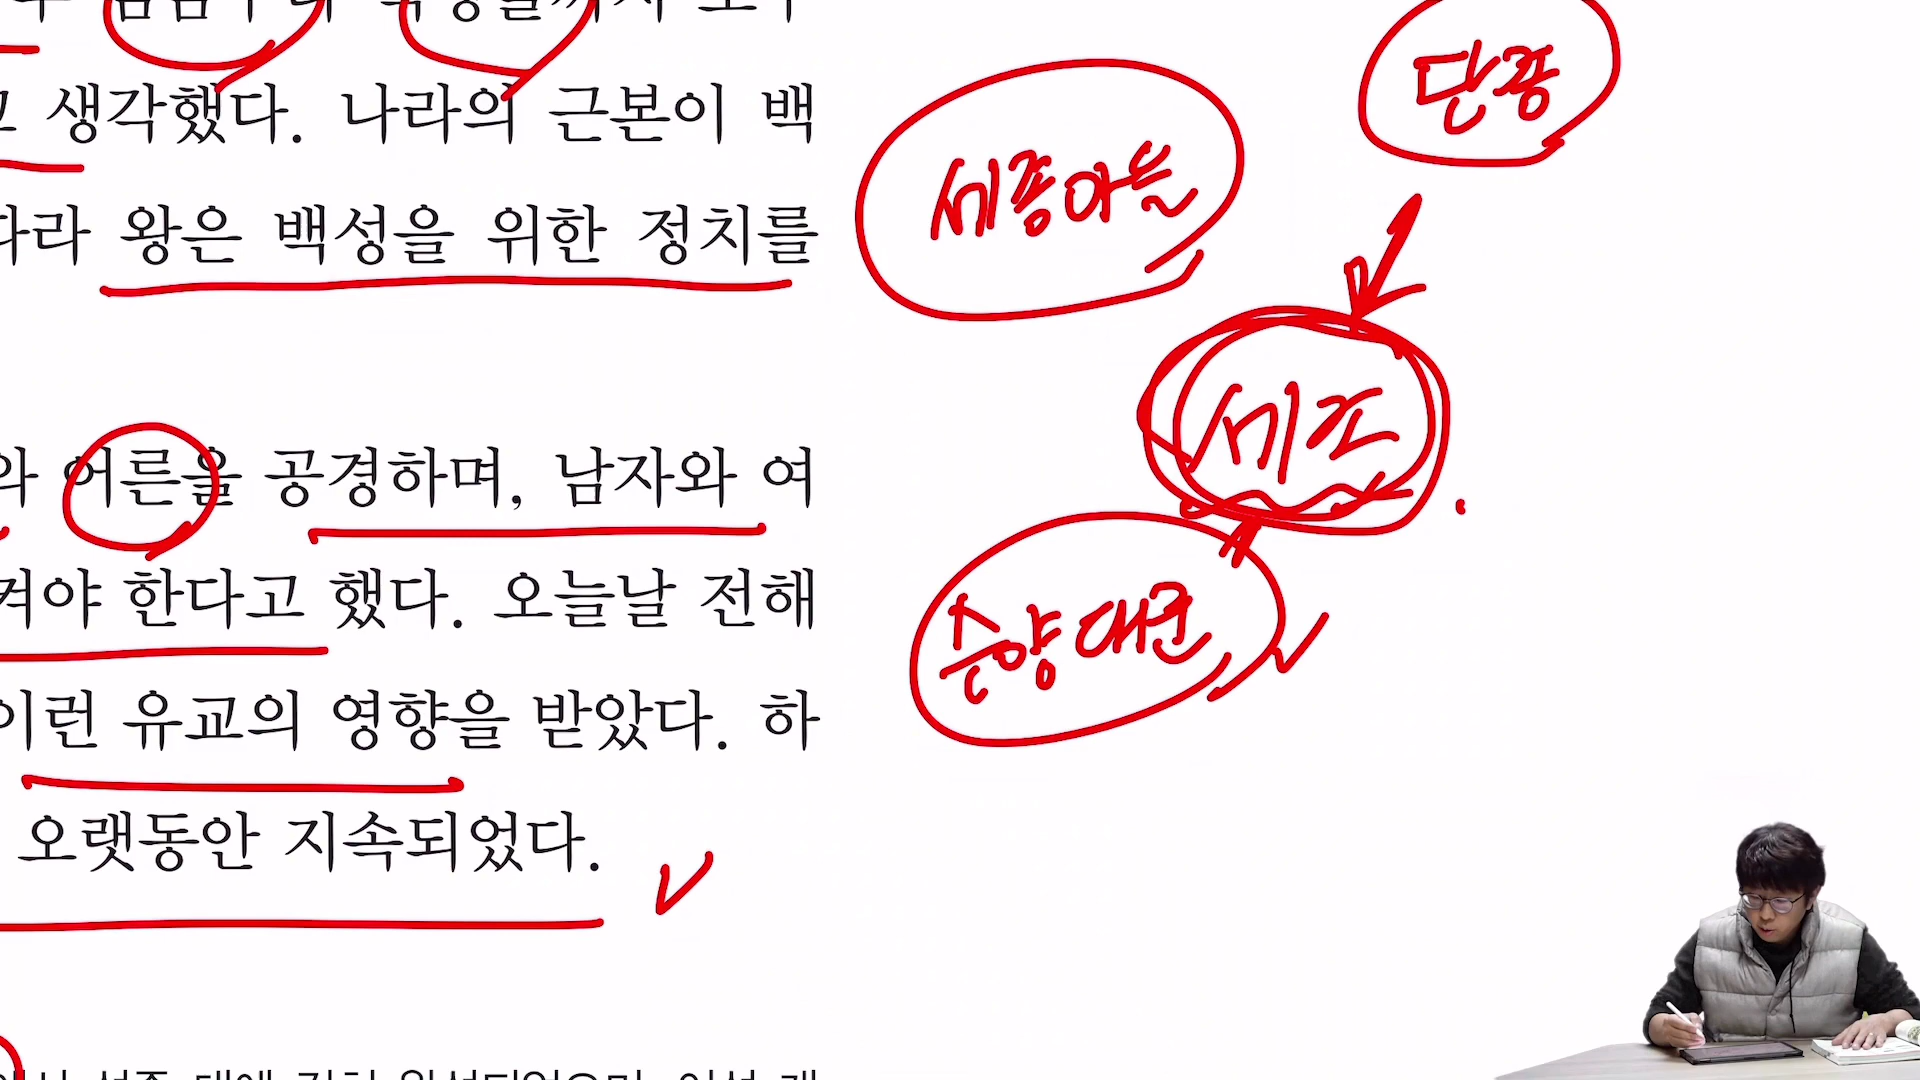 생각했다. 나라의 근본이 백
따라 왕은 백성을 위한 정치를
와 어른을 공경하며, 남자와 여
켜야 한다고 했다. 오늘날 전해
이런 유교의 영향을 받았다. 하
오랫동안 지속되었다.
단종
세종아들
세조
수양대군